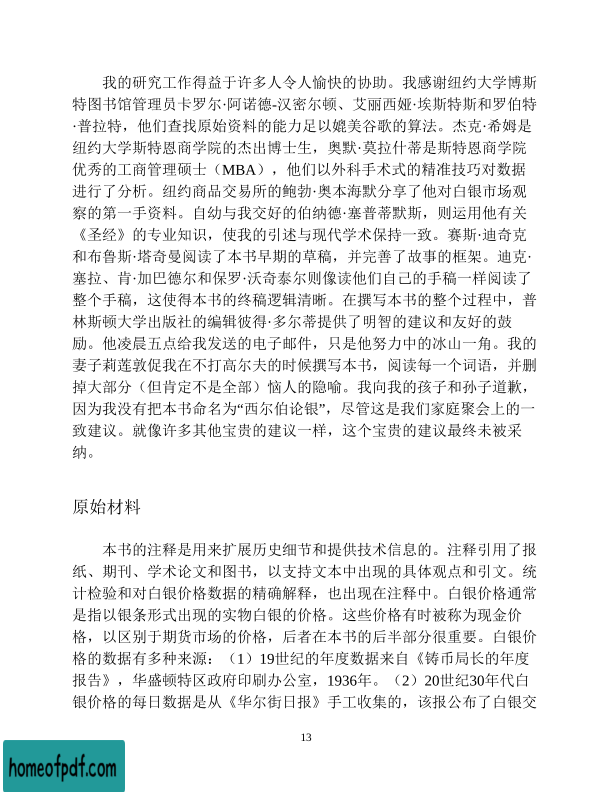 我的研究工作得益于许多人令人愉快的协助。我感谢纽约大学博斯
特图书馆管理员卡罗尔·阿诺德-汉密尔顿、艾丽西娅·埃斯特斯和罗伯特
·普拉特，他们查找原始资料的能力足以媲美谷歌的算法。杰克·希姆是
纽约大学斯特恩商学院的杰出博士生，奥默·莫拉什蒂是斯特恩商学院
优秀的工商管理硕士（MBA），他们以外科手术式的精准技巧对数据
进行了分析。纽约商品交易所的鲍勃·奥本海默分享了他对白银市场观
察的第一手资料。自幼与我交好的伯纳德·塞普蒂默斯，则运用他有关
《圣经》的专业知识，使我的引述与现代学术保持一致。赛斯·迪奇克
和布鲁斯·塔奇曼阅读了本书早期的草稿，并完善了故事的框架。迪克·
塞拉、肯·加巴德尔和保罗·沃奇泰尔则像读他们自己的手稿一样阅读了
整个手稿，这使得本书的终稿逻辑清晰。在撰写本书的整个过程中，普
林斯顿大学出版社的编辑彼得·多尔蒂提供了明智的建议和友好的鼓
励。他凌晨五点给我发送的电子邮件，只是他努力中的冰山一角。我的
妻子莉莲敦促我在不打高尔夫的时候撰写本书，阅读每一个词语，并删
掉大部分（但肯定不是全部）恼人的隐喻。我向我的孩子和孙子道歉，
因为我没有把本书命名为“西尔伯论银”，尽管这是我们家庭聚会上的一
致建议。就像许多其他宝贵的建议一样，这个宝贵的建议最终未被采
纳。
原始材料
本书的注释是用来扩展历史细节和提供技术信息的。注释引用了报
纸、期刊、学术论文和图书，以支持文本中出现的具体观点和引文。统
计检验和对白银价格数据的精确解释，也出现在注释中。白银价格通常
是指以银条形式出现的实物白银的价格。这些价格有时被称为现金价
格，以区别于期货市场的价格，后者在本书的后半部分很重要。白银价
格的数据有多种来源：（1）19世纪的年度数据来自《铸币局长的年度
报告》，华盛顿特区政府印刷办公室，1936年。（2）20世纪30年代白
银价格的每日数据是从《华尔街日报》手工收集的，该报公布了白银交
13
homeofpdf.com